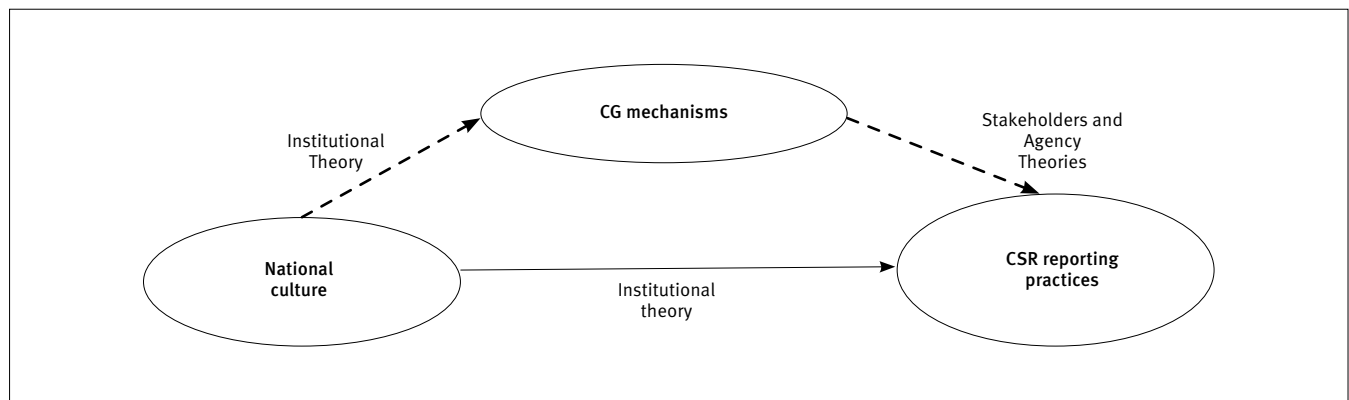 CG mechanisms
Stakeholders and
Agency
Theories
Institutional
Theory
National
culture
CSR reporting
practices
Institutional
theory